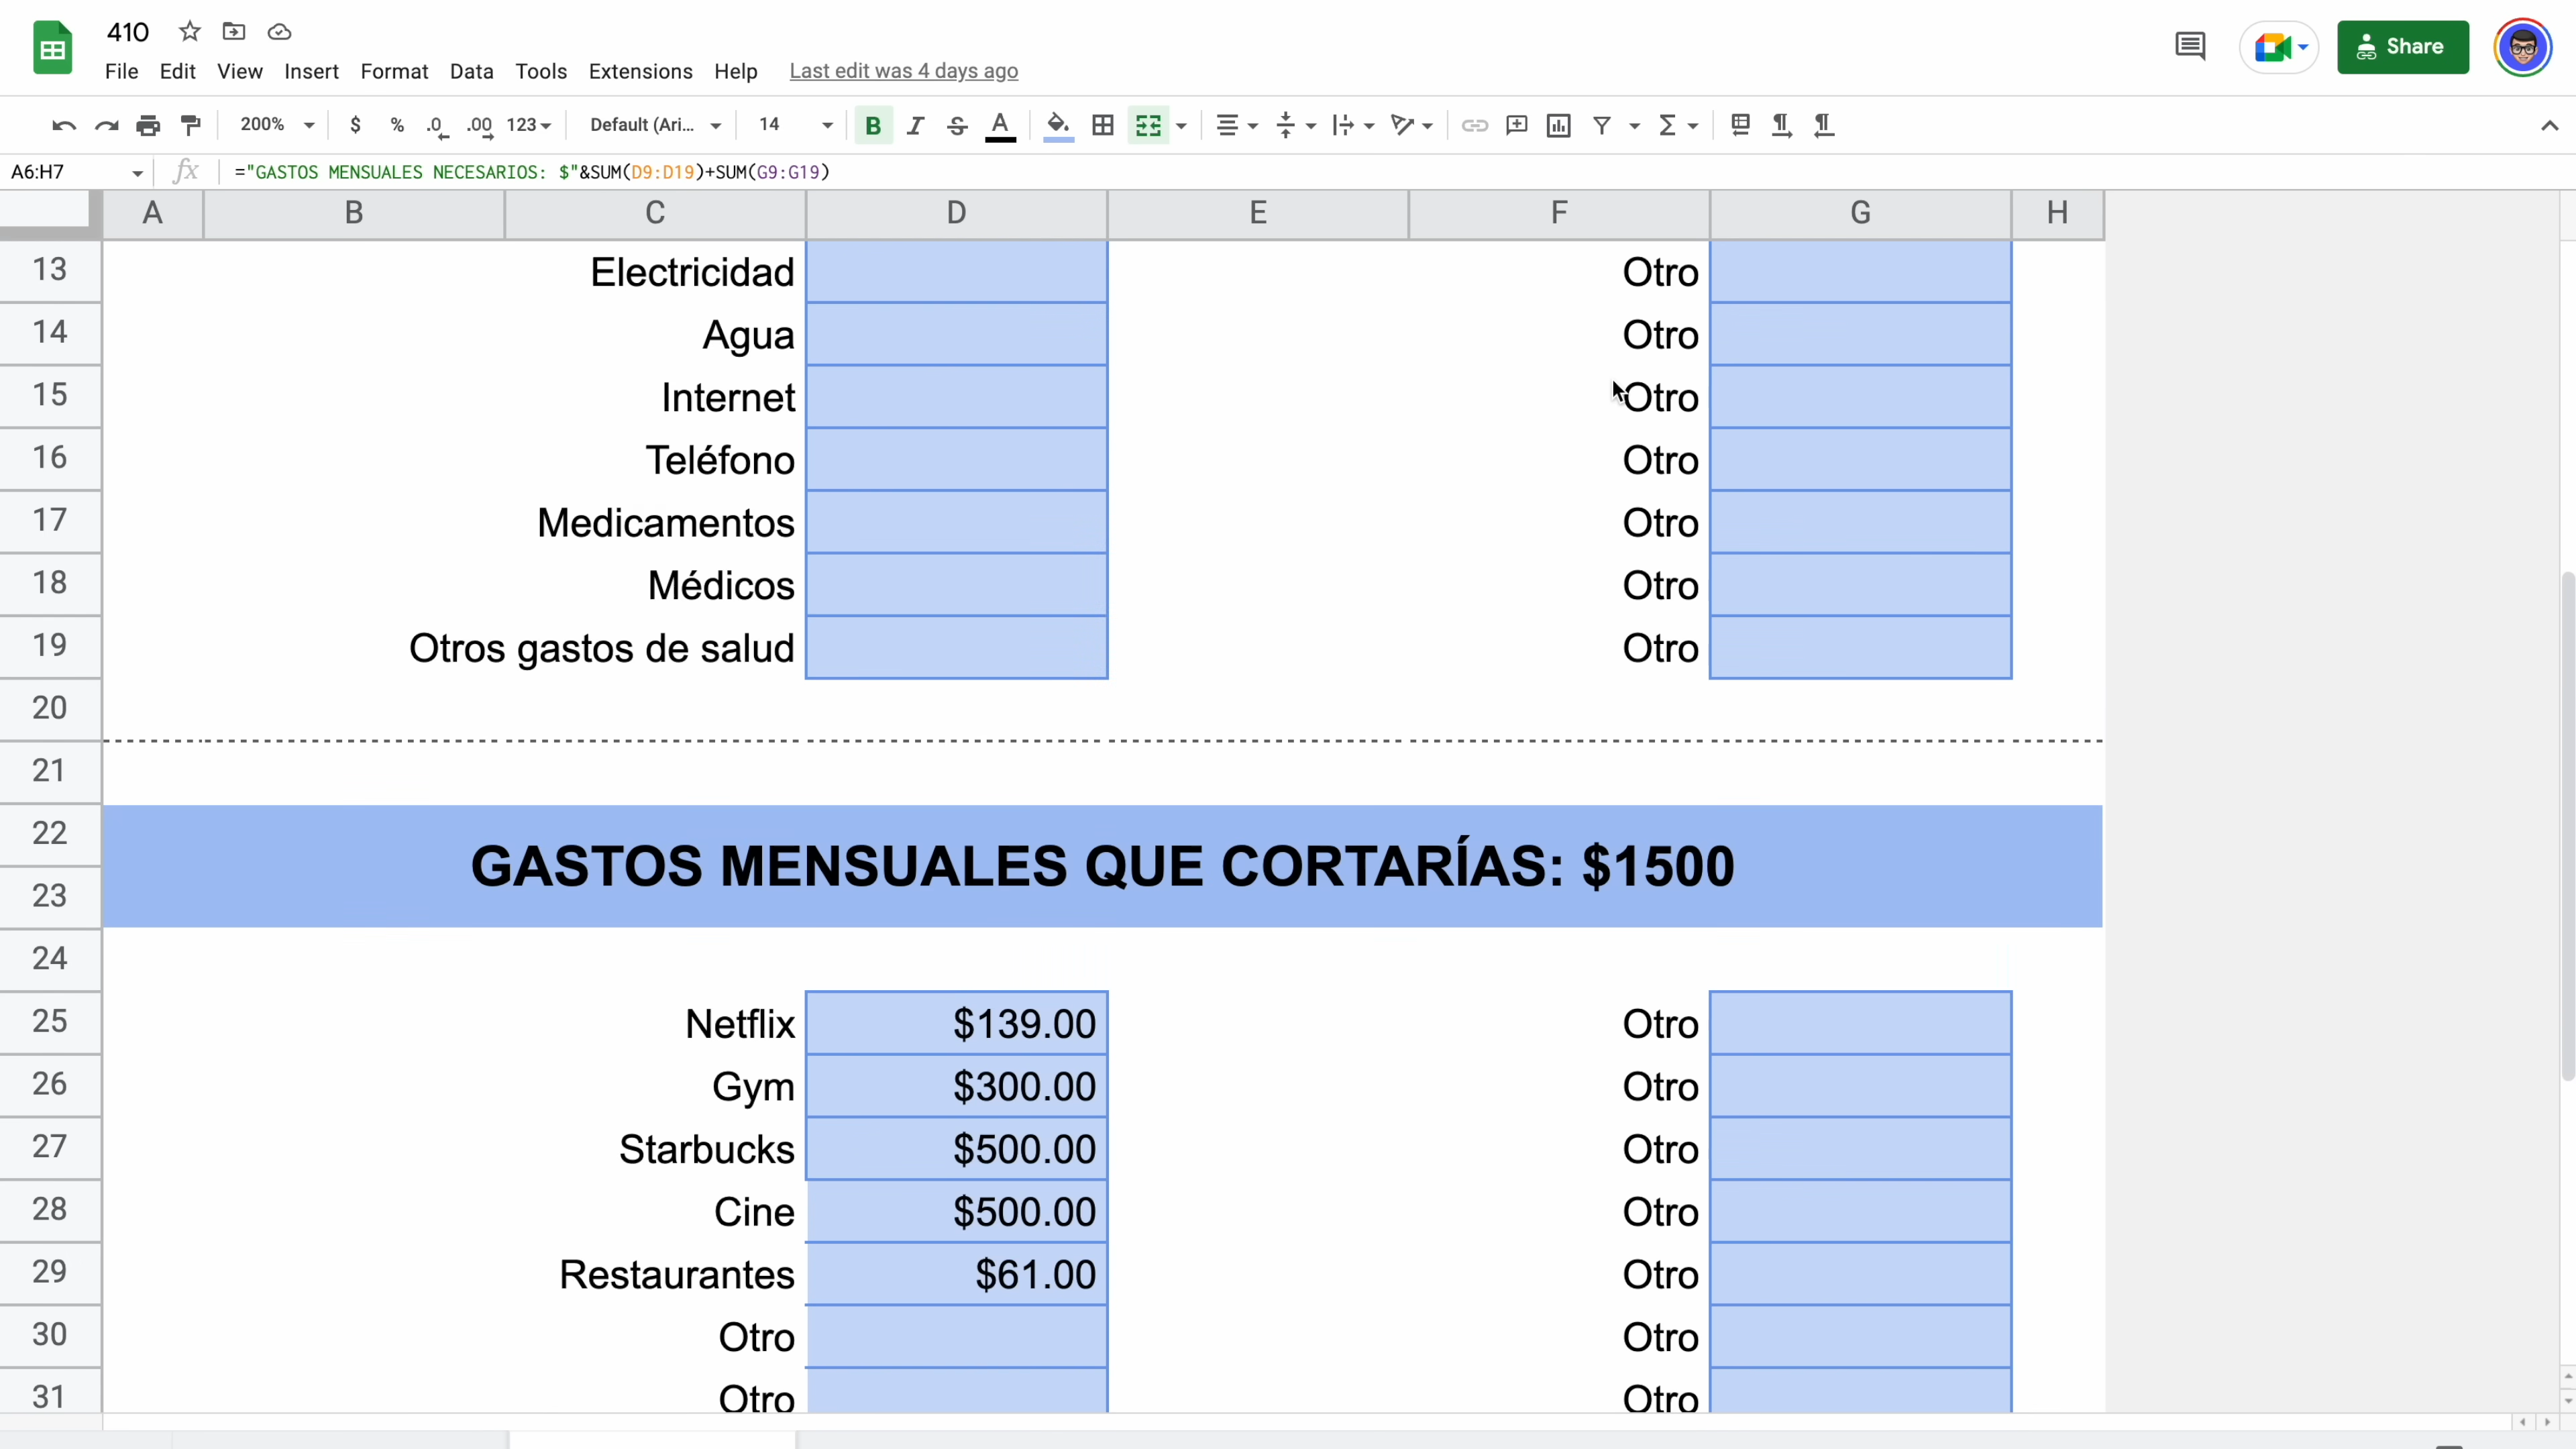 410
File Edit View Insert Format Data Tools Extensions Help Last edit was 4 days ago
Share
200% $ % .0 .00 123 Default (Ari... 14 B I S A
A6:H7 fx ="GASTOS MENSUALES NECESARIOS: $"&SUM(D9:D19)+SUM(G9:G19)
A B C D E F G H
13 Electricidad Otro
14 Agua Otro
15 Internet Otro
16 Teléfono Otro
17 Medicamentos Otro
18 Médicos Otro
19 Otros gastos de salud Otro
20
21
22
GASTOS MENSUALES QUE CORTARÍAS: $1500
23
24
25 Netflix $139.00 Otro
26 Gym $300.00 Otro
27 Starbucks $500.00 Otro
28 Cine $500.00 Otro
29 Restaurantes $61.00 Otro
30 Otro Otro
31 Otro Otro